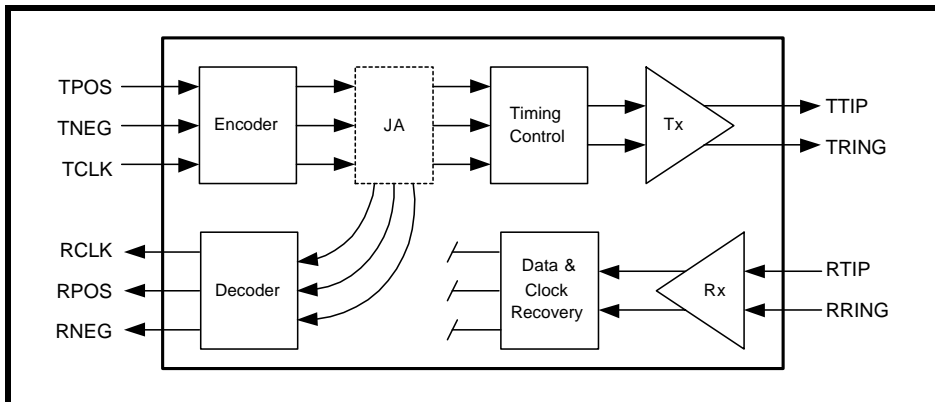 TPOS
TNEG
TCLK
Encoder
JA
Timing
Control
Tx
TTIP
TRING
RCLK
RPOS
RNEG
Decoder
Data &
Clock
Recovery
Rx
RTIP
RRING